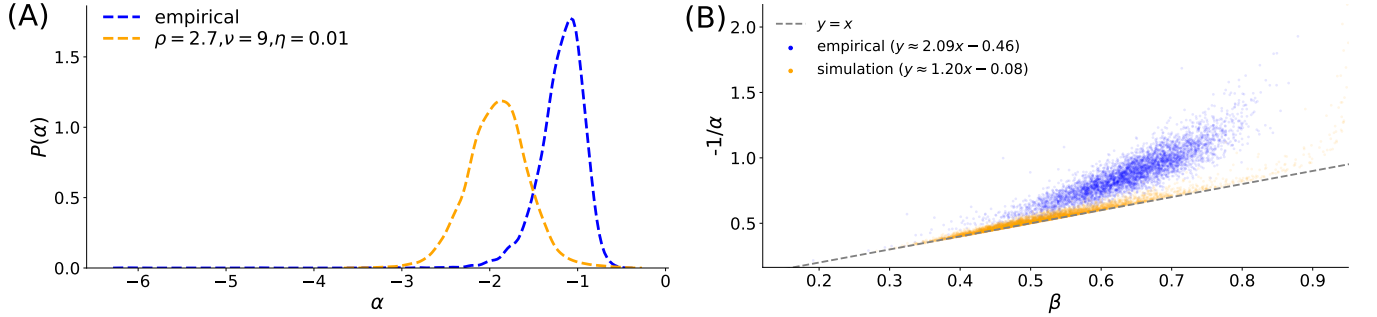 (A)
empirical
ρ = 2.7,ν = 9,η = 0.01
P(α)
1.5
1.0
0.5
0.0
−6 −5 −4 −3 −2 −1 0
α
(B)
y = x
empirical (y ≈ 2.09x − 0.46)
simulation (y ≈ 1.20x − 0.08)
-1/α
2.0
1.5
1.0
0.5
0.2 0.3 0.4 0.5 0.6 0.7 0.8 0.9
β